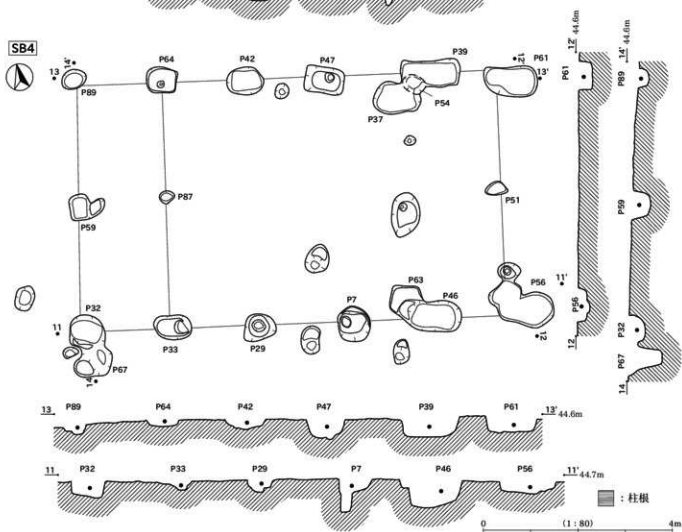 SB4
13 14' P64 P42 P47 P39 12' P61 13'
P89 P37 P54
P87
P59 P51
P32 P63 P56 11'
11 P7 P46
P33 P29 12
14 P67
13 P89 P64 P42 P47 P39 P61 13' 44.6m
11 P32 P33 P29 P7 P46 P56 11' 44.7m
：柱根
0 (1：80) 4m
12' 44.6m
P61
P56
12
14' 44.6m
P89
P59
P32
P67
14